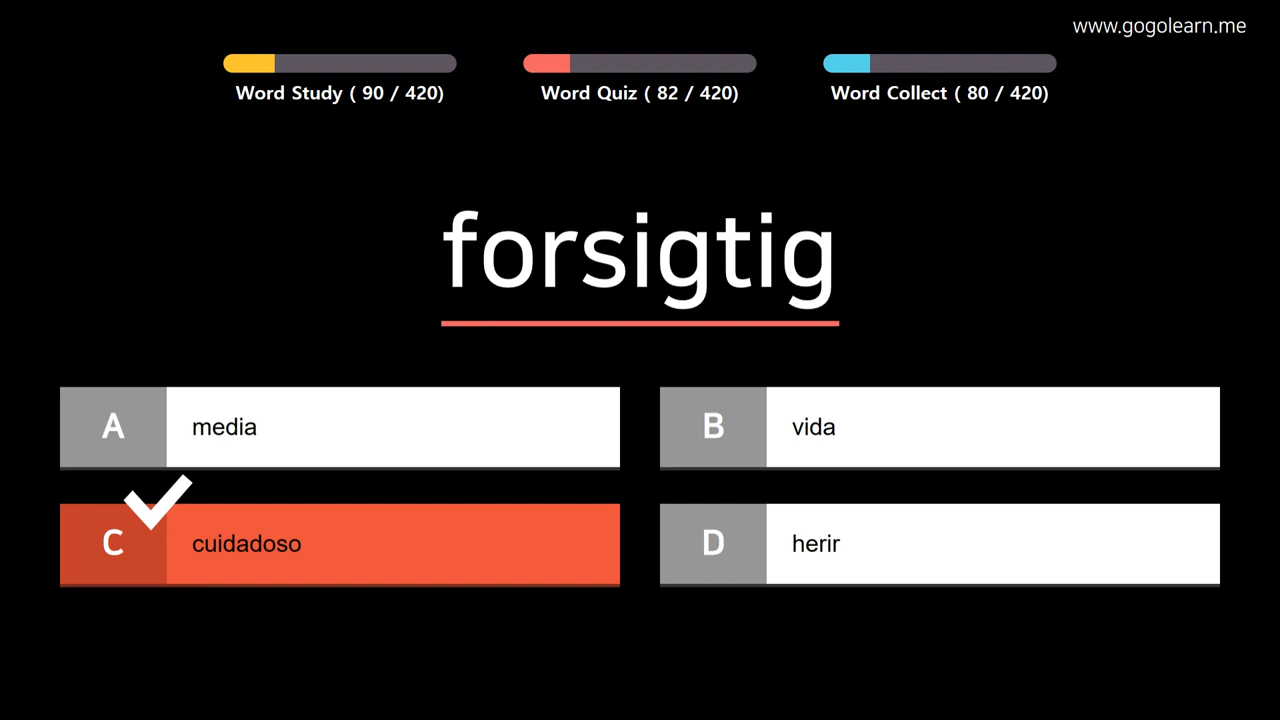 www.gogolearn.me
Word Study ( 90 / 420)
Word Quiz ( 82 / 420)
Word Collect ( 80 / 420)
forsigtig
A media
B vida
C cuidadoso
D herir